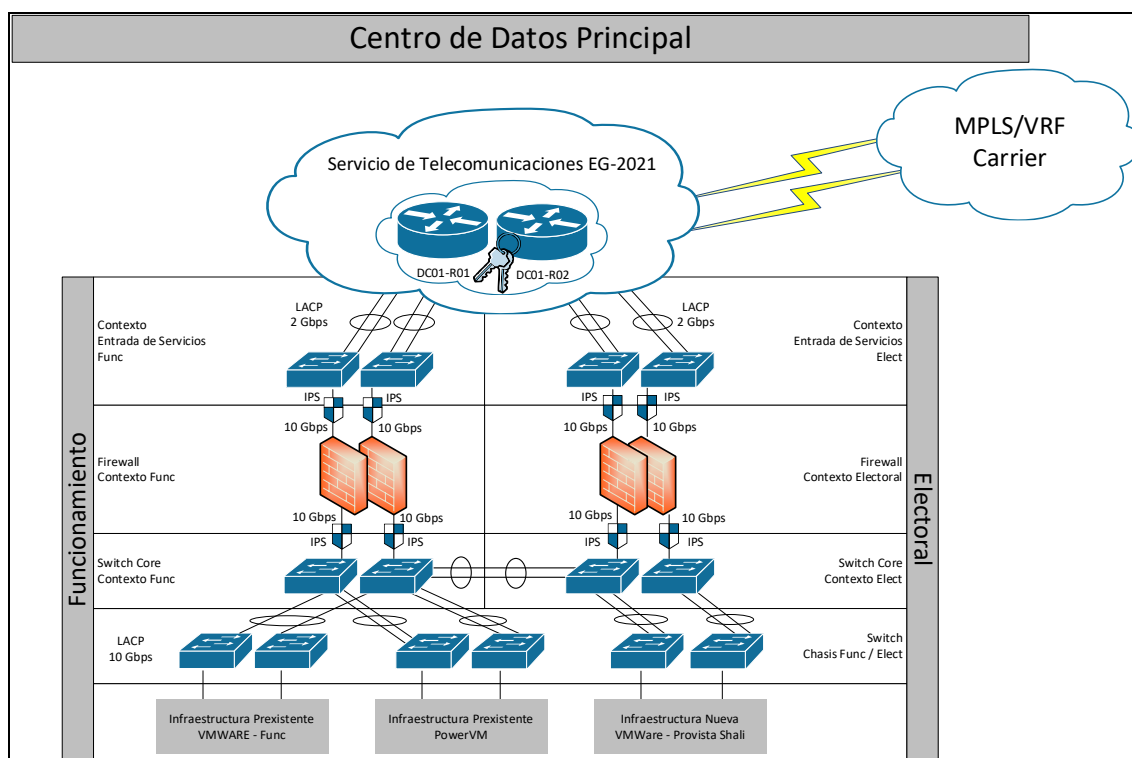 Centro de Datos Principal
MPLS/VRF
Carrier
Servicio de Telecomunicaciones EG-2021
DC01-R01
DC01-R02
LACP
2 Gbps
LACP
2 Gbps
Contexto
Entrada de Servicios
Func
Contexto
Entrada de Servicios
Elect
IPS
IPS
IPS
IPS
10 Gbps
10 Gbps
10 Gbps
10 Gbps
Funcionamiento
Electoral
Firewall
Contexto Func
Firewall
Contexto Electoral
10 Gbps
10 Gbps
10 Gbps
10 Gbps
IPS
IPS
IPS
IPS
Switch Core
Contexto Func
Switch Core
Contexto Elect
LACP
10 Gbps
Switch
Chasis Func / Elect
Infraestructura Prexistente
VMWARE - Func
Infraestructura Prexistente
PowerVM
Infraestructura Nueva
VMWare - Provista Shali